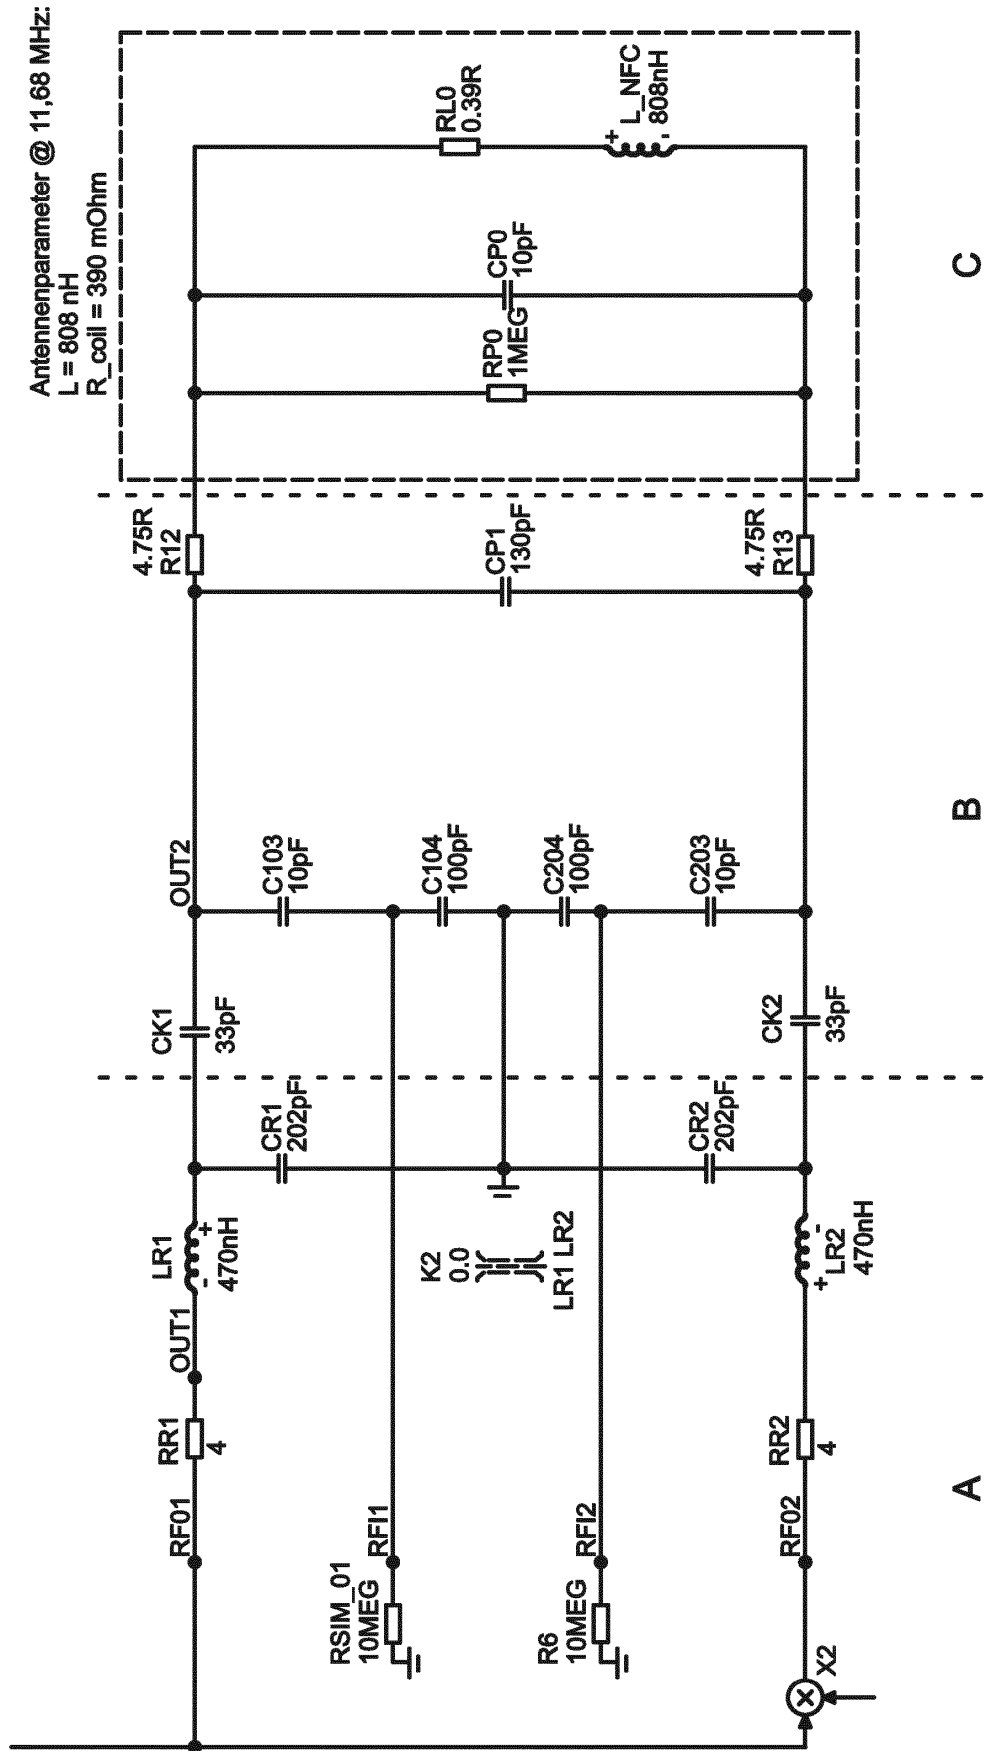 Antennenparameter @ 11,68 MHz:
L = 808 nH
R_coil = 390 mOhm
RF01
RR1
4
OUT1
LR1
- +
470nH
CR1
202pF
CK1
33pF
OUT2
C103
10pF
4.75R
R12
RL0
0.39R
RSIM_01
10MEG
RFI1
K2
0.0
LR1 LR2
C104
100pF
CP1
130pF
RP0
1MEG
CP0
10pF
+
-
L_NFC
808nH
R6
10MEG
RFI2
C204
100pF
CR2
202pF
C203
10pF
RF02
RR2
4
+ -
LR2
470nH
CK2
33pF
4.75R
R13
X2
A
B
C